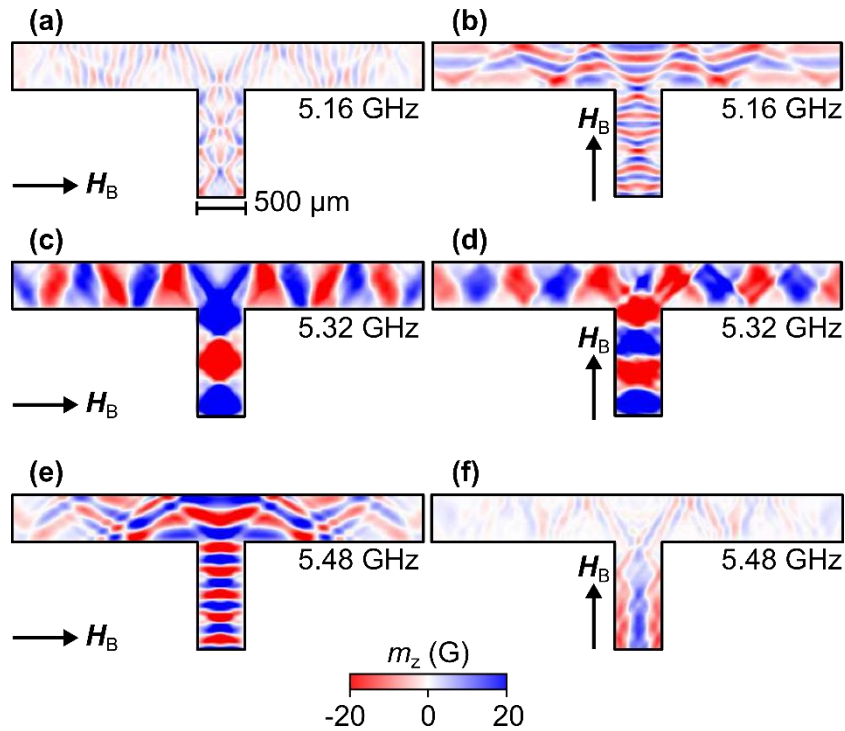 (a)
(b)
5.16 GHz
H_B
5.16 GHz
H_B
500 μm
(c)
(d)
5.32 GHz
H_B
5.32 GHz
H_B
(e)
(f)
5.48 GHz
H_B
5.48 GHz
H_B
m_z (G)
-20 0 20